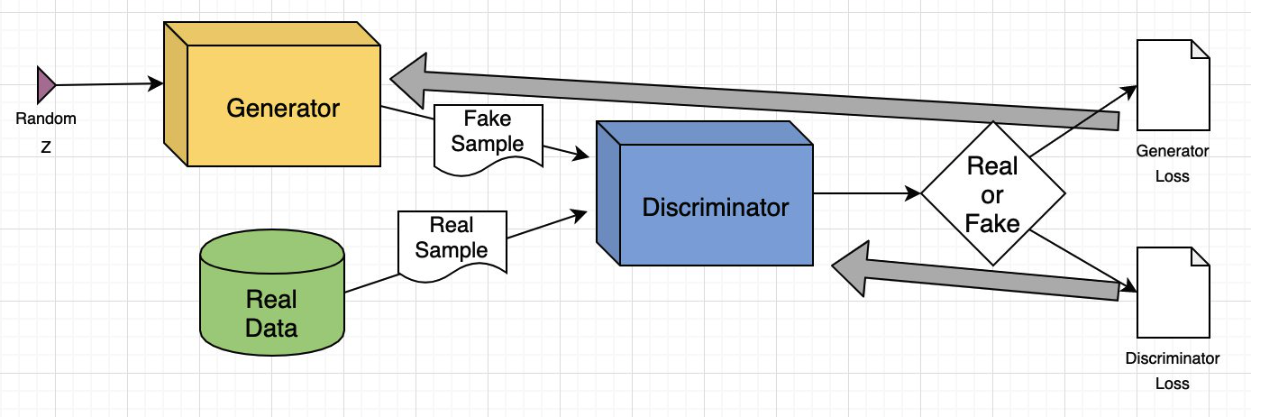 Random
Z
Generator
Fake
Sample
Real
Sample
Real
Data
Discriminator
Real
or
Fake
Generator
Loss
Discriminator
Loss